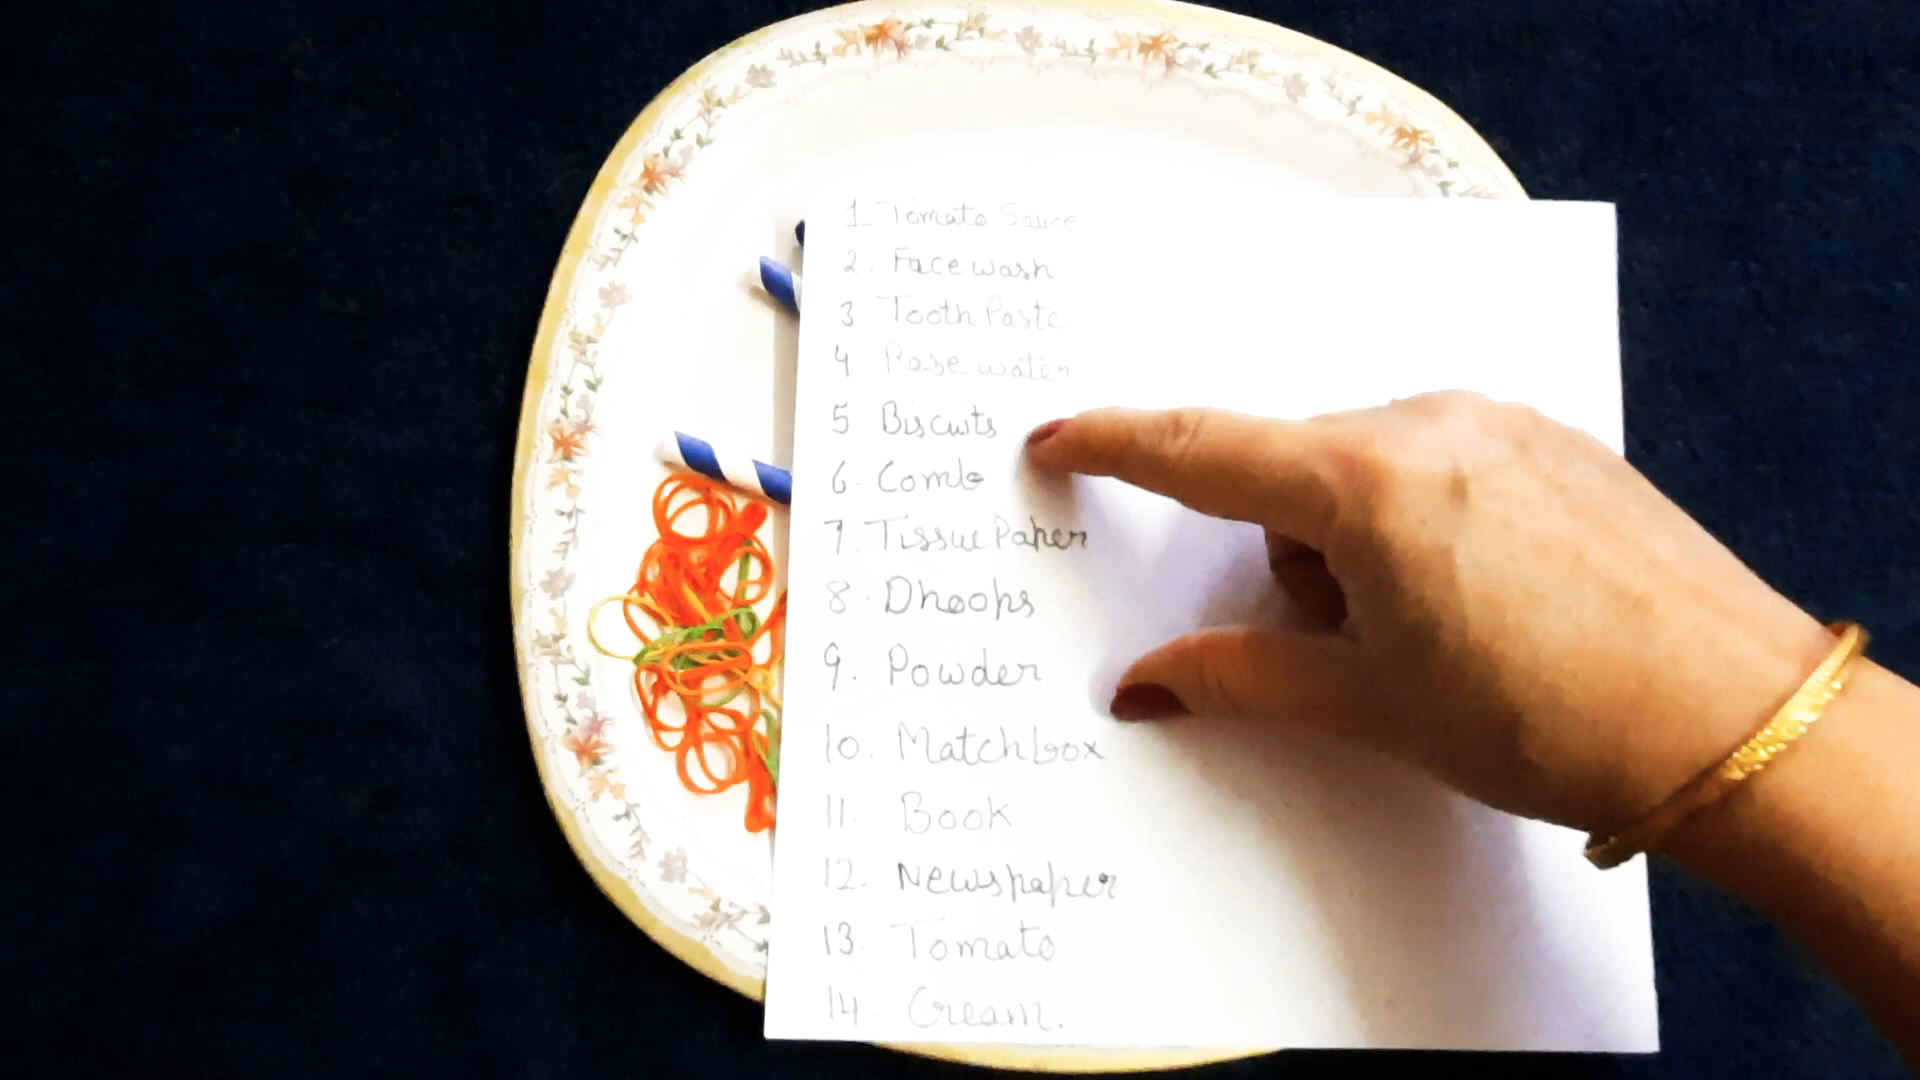 1. Tomato Sauce
2. Face wash
3 Tooth Paste
4 Rose water
5 Biscuits
6. Comb
7. Tissue Paper
8. Dhoops
9. Powder
10. Matchbox
11. Book
12. Newspaper
13. Tomato
14. Cream.